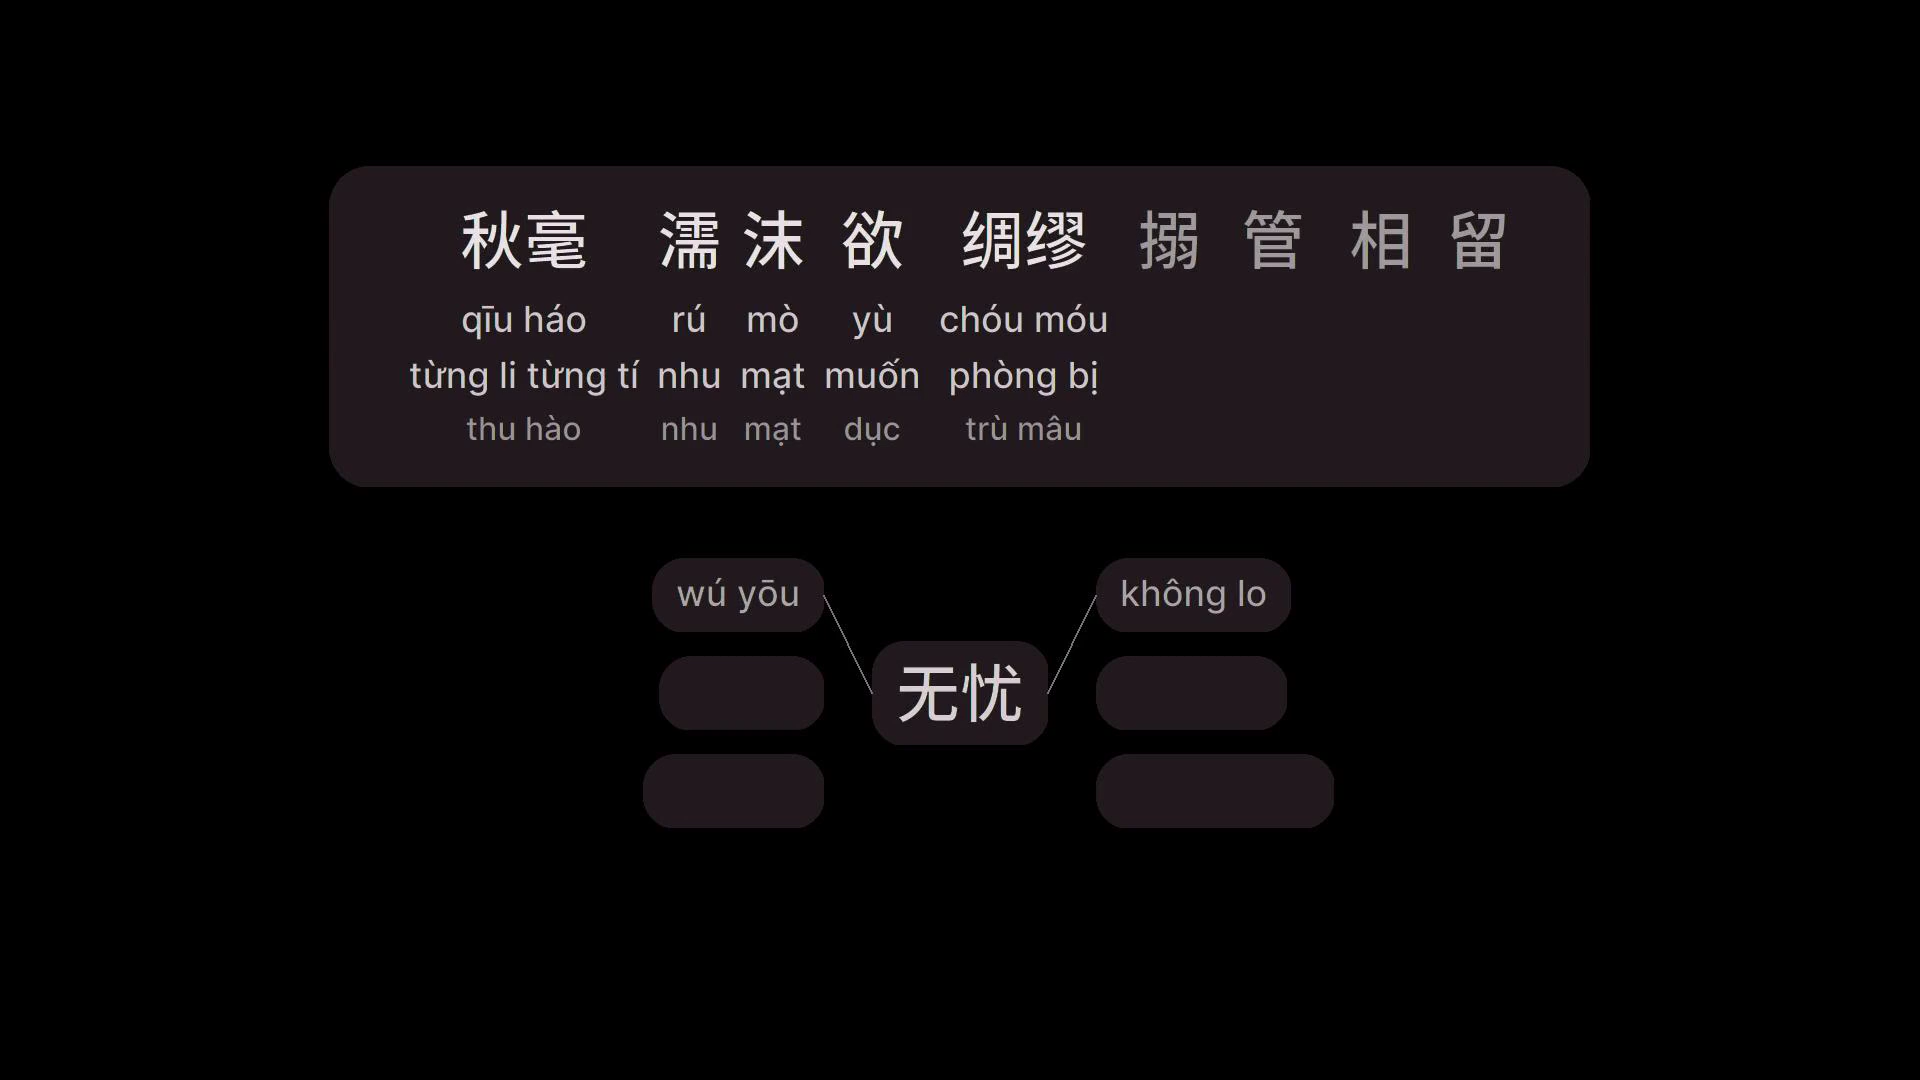 秋毫 濡 沫 欲 绸缪 搦 管 相 留
qīu háo rú mò yù chóu móu
từng li từng tí nhu mạt muốn phòng bị
thu hào nhu mạt dục trù mâu
wú yōu
无忧
không lo